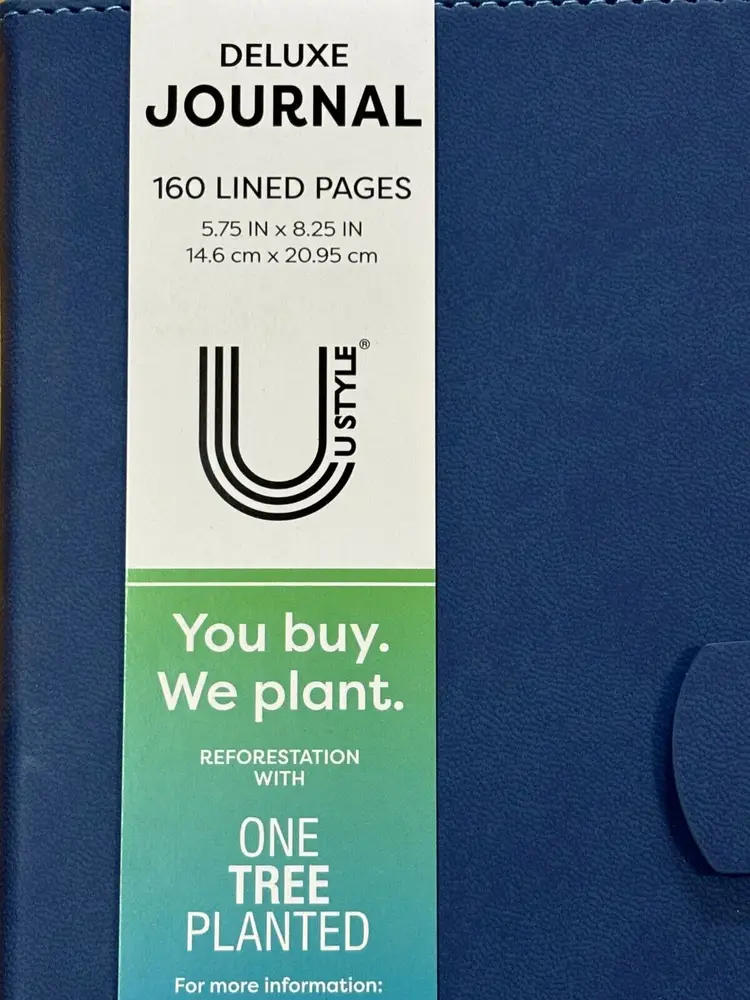 DELUXE
JOURNAL
160 LINED PAGES
5.75 IN x 8.25 IN
14.6 cm x 20.95 cm
U STYLE®
You buy.
We plant.
REFORESTATION
WITH
ONE
TREE
PLANTED
For more information: